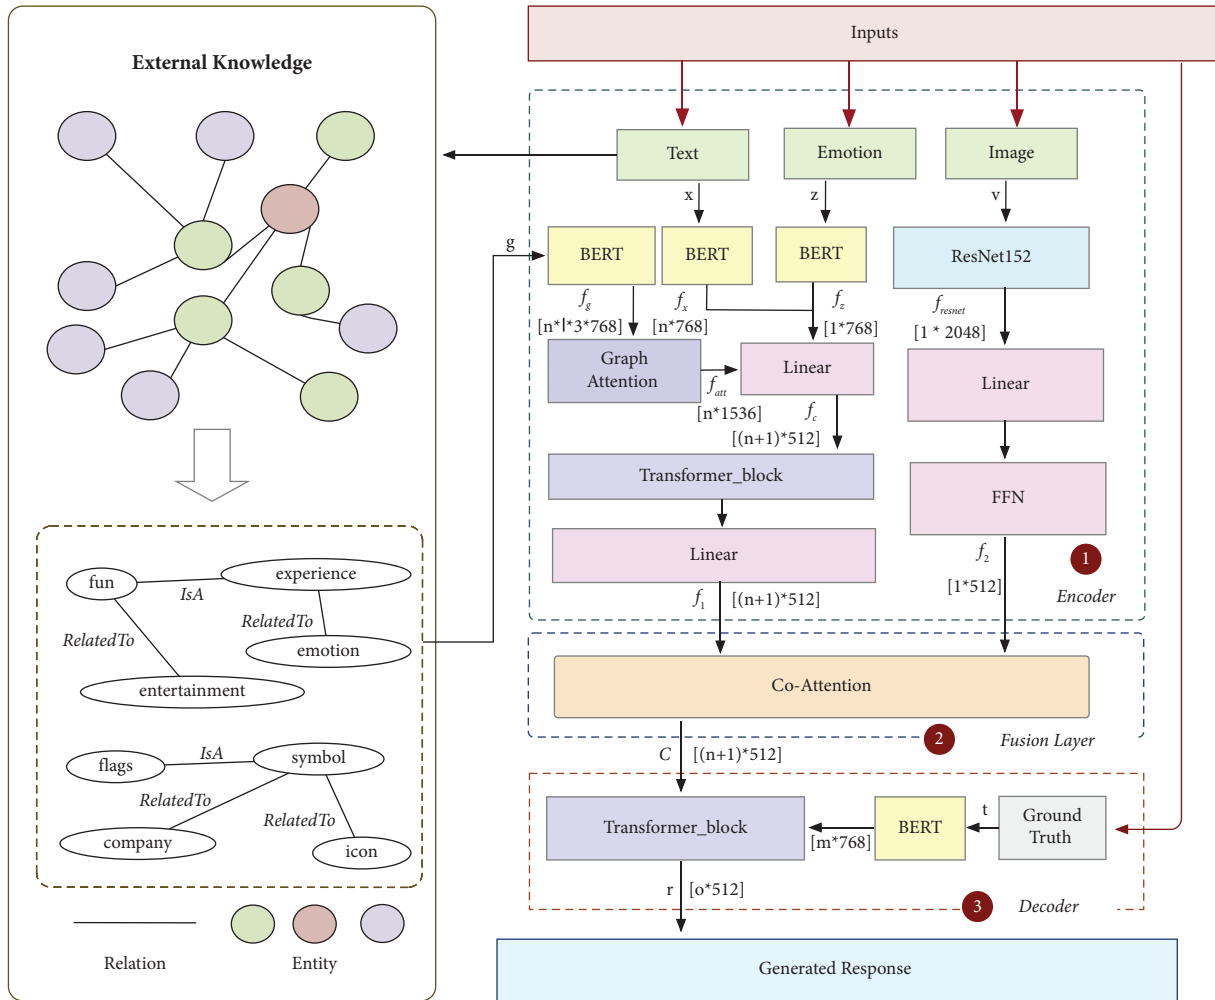 External Knowledge
fun
experience
IsA
RelatedTo
RelatedTo
emotion
entertainment
flags
IsA
symbol
RelatedTo
RelatedTo
company
icon
Relation
Entity
Inputs
Text
Emotion
Image
x
z
v
g
BERT
BERT
BERT
ResNet152
f_g
f_x
f_z
f_resnet
[n*l*3*768]
[n*768]
[1*768]
[1 * 2048]
Graph
Attention
Linear
Linear
f_att
f_c
[n*1536]
[(n+1)*512]
Transformer_block
FFN
Linear
f_2
1
f_1
[(n+1)*512]
[1*512]
Encoder
Co-Attention
2
Fusion Layer
C
[(n+1)*512]
Transformer_block
[m*768]
BERT
t
Ground
Truth
r
[o*512]
3
Decoder
Generated Response